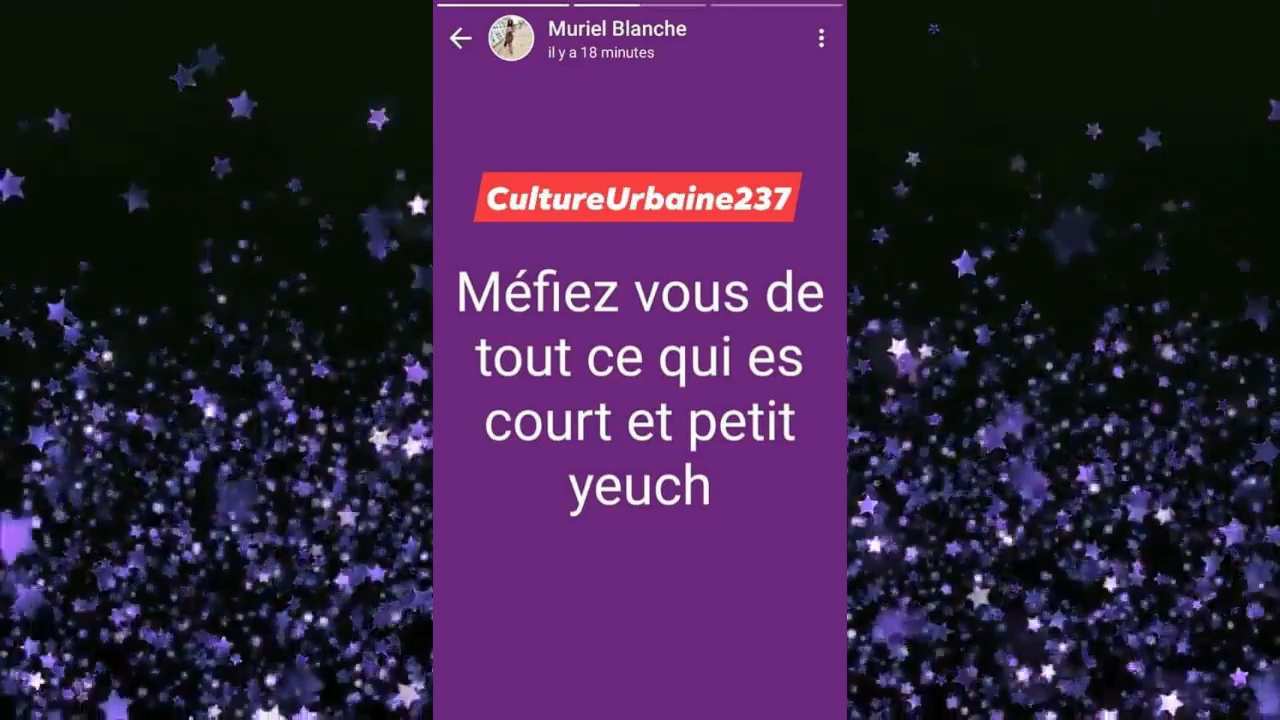 Muriel Blanche
il y a 18 minutes
CultureUrbaine237
Méfiez vous de
tout ce qui es
court et petit
yeuch